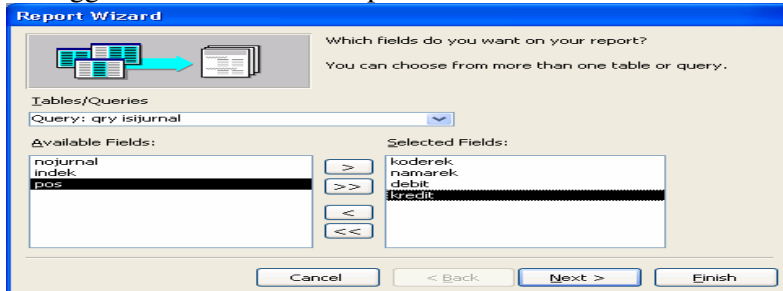 Report Wizard
Which fields do you want on your report?
You can choose from more than one table or query.
Tables/Queries
Query: qry isijurnal
Available Fields:
Selected Fields:
nojurnal
indek
pos
>
>>
<
<<
koderek
namarek
debit
kredit
Cancel
< Back
Next >
Finish